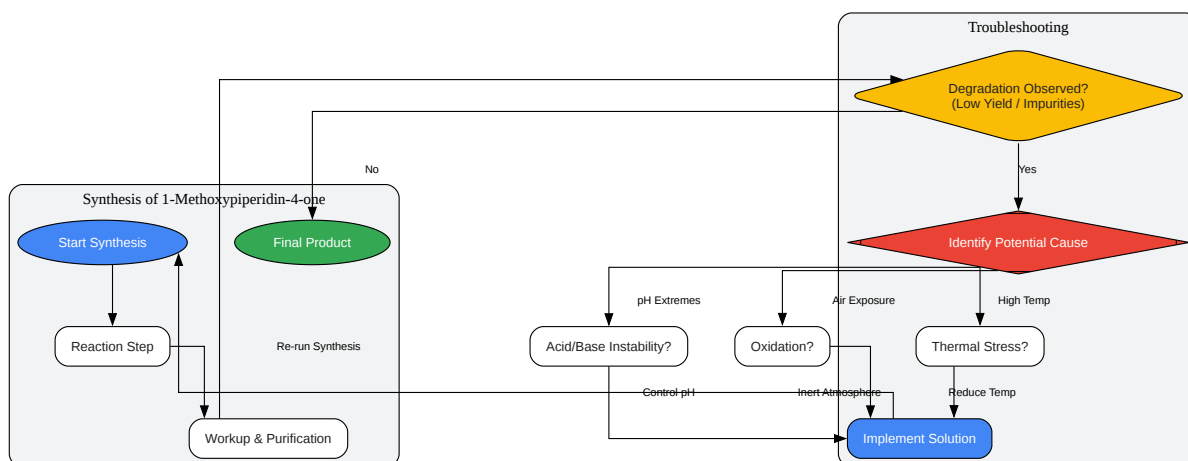 Troubleshooting
Degradation Observed?
(Low Yield / Impurities)
No
Yes
Synthesis of 1-Methoxypiperidin-4-one
Start Synthesis
Final Product
Identify Potential Cause
pH Extremes
Air Exposure
High Temp
Reaction Step
Re-run Synthesis
Acid/Base Instability?
Oxidation?
Thermal Stress?
Control pH
Inert Atmosphere
Reduce Temp
Workup & Purification
Implement Solution